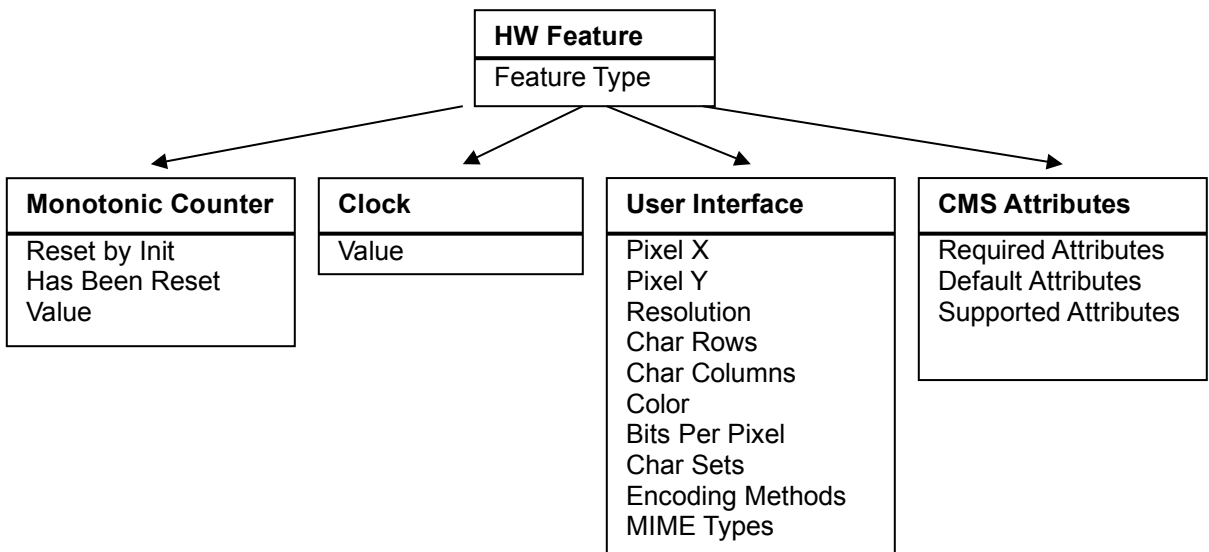 HW Feature
Feature Type
Monotonic Counter
Reset by Init
Has Been Reset
Value
Clock
Value
User Interface
Pixel X
Pixel Y
Resolution
Char Rows
Char Columns
Color
Bits Per Pixel
Char Sets
Encoding Methods
MIME Types
CMS Attributes
Required Attributes
Default Attributes
Supported Attributes